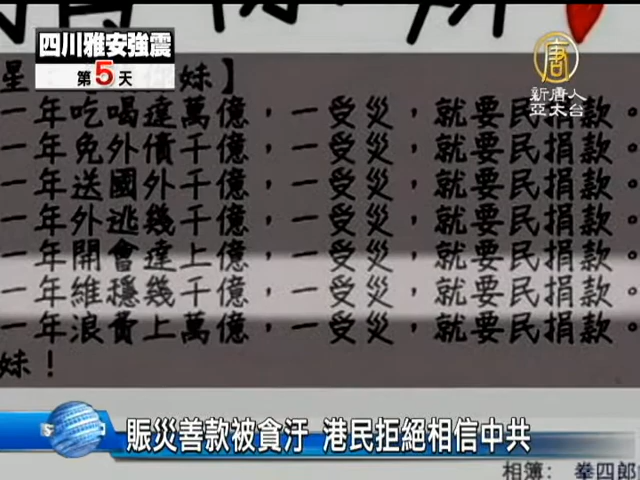 四川雅安強震
第5天
新唐人
亞太台
星
妹】
一年吃喝達萬億，一受災，就要民捐款。
一年免外債千億，一受災，就要民捐款。
一年送國外千億，一受災，就要民捐款。
一年外逃幾千億，一受災，就要民捐款。
一年開會達上億，一受災，就要民捐款。
一年維穩幾千億，一受災，就要民捐款。
一年浪費上萬億，一受災，就要民捐款。
妹！
賑災善款被貪汙 港民拒絕相信中共
相簿: 拳四郎